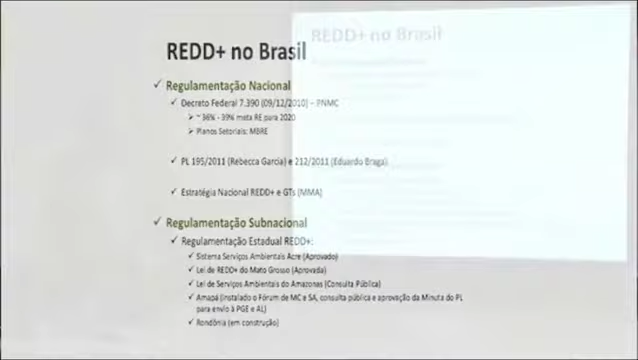 REDD+ no Brasil
REDD+ no Brasil
✓ Regulamentação Nacional
✓ Decreto Federal 7.390 (09/12/2010) – PNMC
➢ ~ 36% - 39% meta RE para 2020
➢ Planos Setoriais: MBRE
✓ PL 195/2011 (Rebecca Garcia) e 212/2011 (Eduardo Braga).
✓ Estratégia Nacional REDD+ e GTs (MMA)
✓ Regulamentação Subnacional
✓ Regulamentação Estadual REDD+:
✓ Sistema Serviços Ambientais Acre (Aprovado)
✓ Lei de REDD+ do Mato Grosso (Aprovada)
✓ Lei de Serviços Ambientais do Amazonas (Consulta Pública)
✓ Amapá (instalado o Fórum de MC e SA, consulta pública e aprovação da Minuta do PL
para envio à PGE e AL)
✓ Rondônia (em construção)